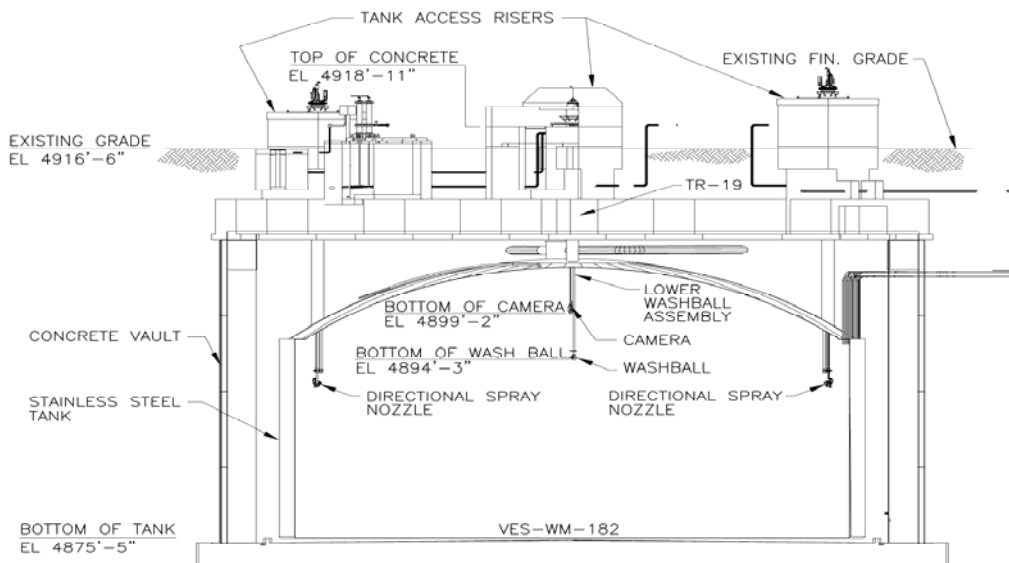 TANK ACCESS RISERS
TOP OF CONCRETE
EL 4918'-11"
EXISTING FIN. GRADE
EXISTING GRADE
EL 4916'-6"
TR-19
LOWER
WASHBALL
ASSEMBLY
BOTTOM OF CAMERA
EL 4899'-2"
CAMERA
CONCRETE VAULT
BOTTOM OF WASH BALL
EL 4894'-3"
WASHBALL
DIRECTIONAL SPRAY
NOZZLE
DIRECTIONAL SPRAY
NOZZLE
STAINLESS STEEL
TANK
VES-WM-182
BOTTOM OF TANK
EL 4875'-5"